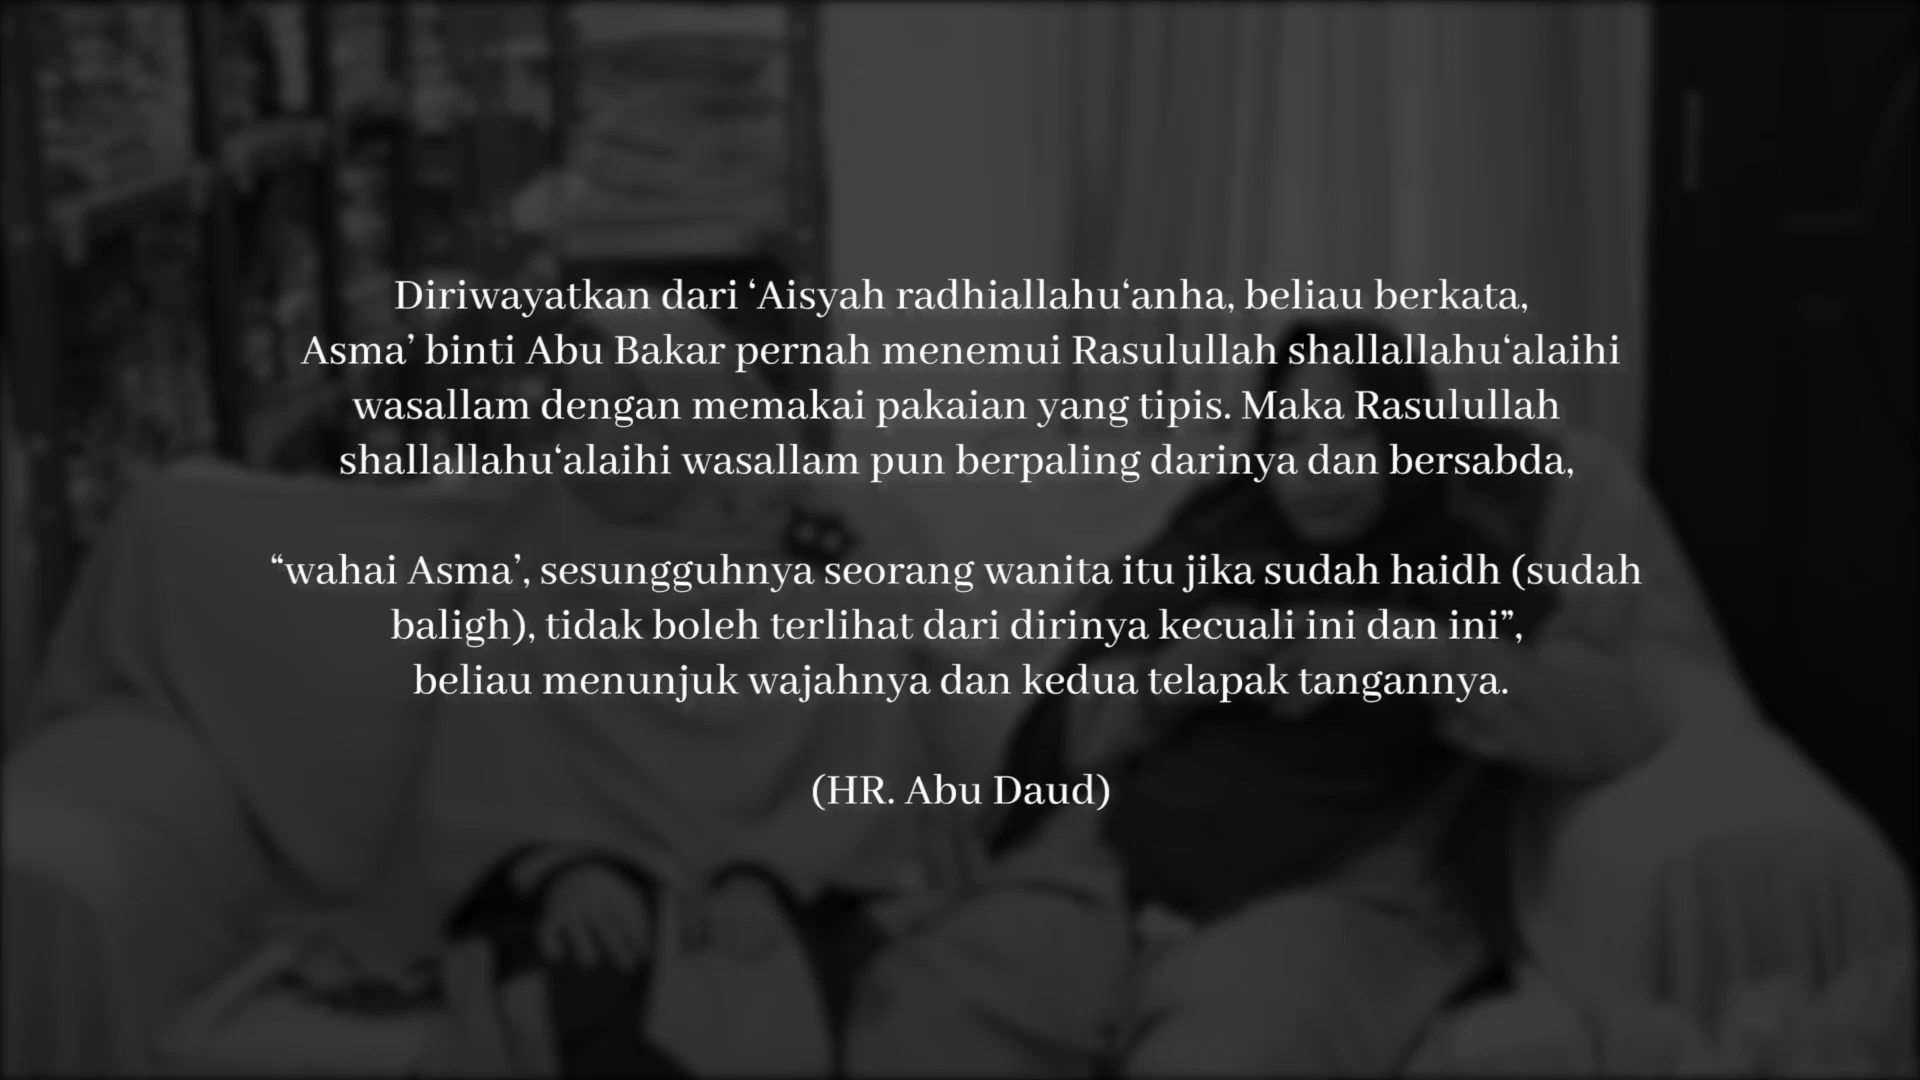 Diriwayatkan dari ‘Aisyah radhiallahu‘anha, beliau berkata,
Asma’ binti Abu Bakar pernah menemui Rasulullah shallallahu‘alaihi
wasallam dengan memakai pakaian yang tipis. Maka Rasulullah
shallallahu‘alaihi wasallam pun berpaling darinya dan bersabda,
“wahai Asma’, sesungguhnya seorang wanita itu jika sudah haidh (sudah
baligh), tidak boleh terlihat dari dirinya kecuali ini dan ini”,
beliau menunjuk wajahnya dan kedua telapak tangannya.
(HR. Abu Daud)